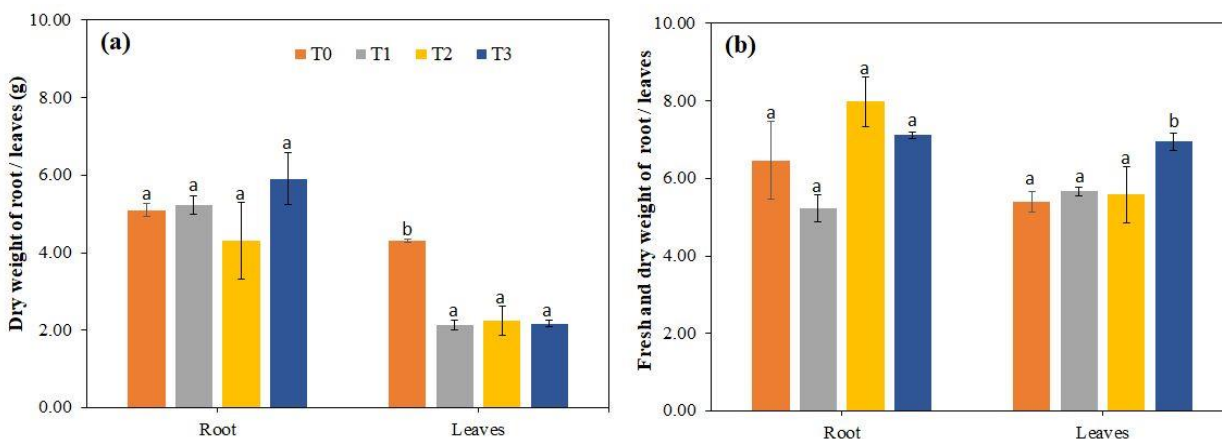 (a)
T0 T1 T2 T3
Dry weight of root / leaves (g)
10.00
8.00
6.00
4.00
2.00
0.00
a a a a
b a a a
Root Leaves
(b)
Fresh and dry weight of root / leaves
10.00
8.00
6.00
4.00
2.00
0.00
a a a a
a a a b
Root Leaves